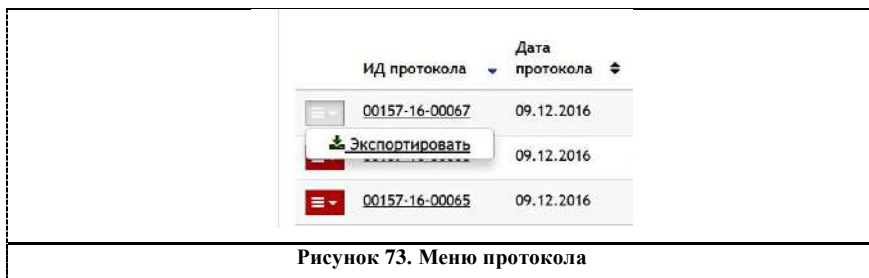 Дата
ИД протокола протокола
00157-16-00067 09.12.2016
Экспортировать
09.12.2016
00157-16-00065 09.12.2016
Рисунок 73. Меню протокола